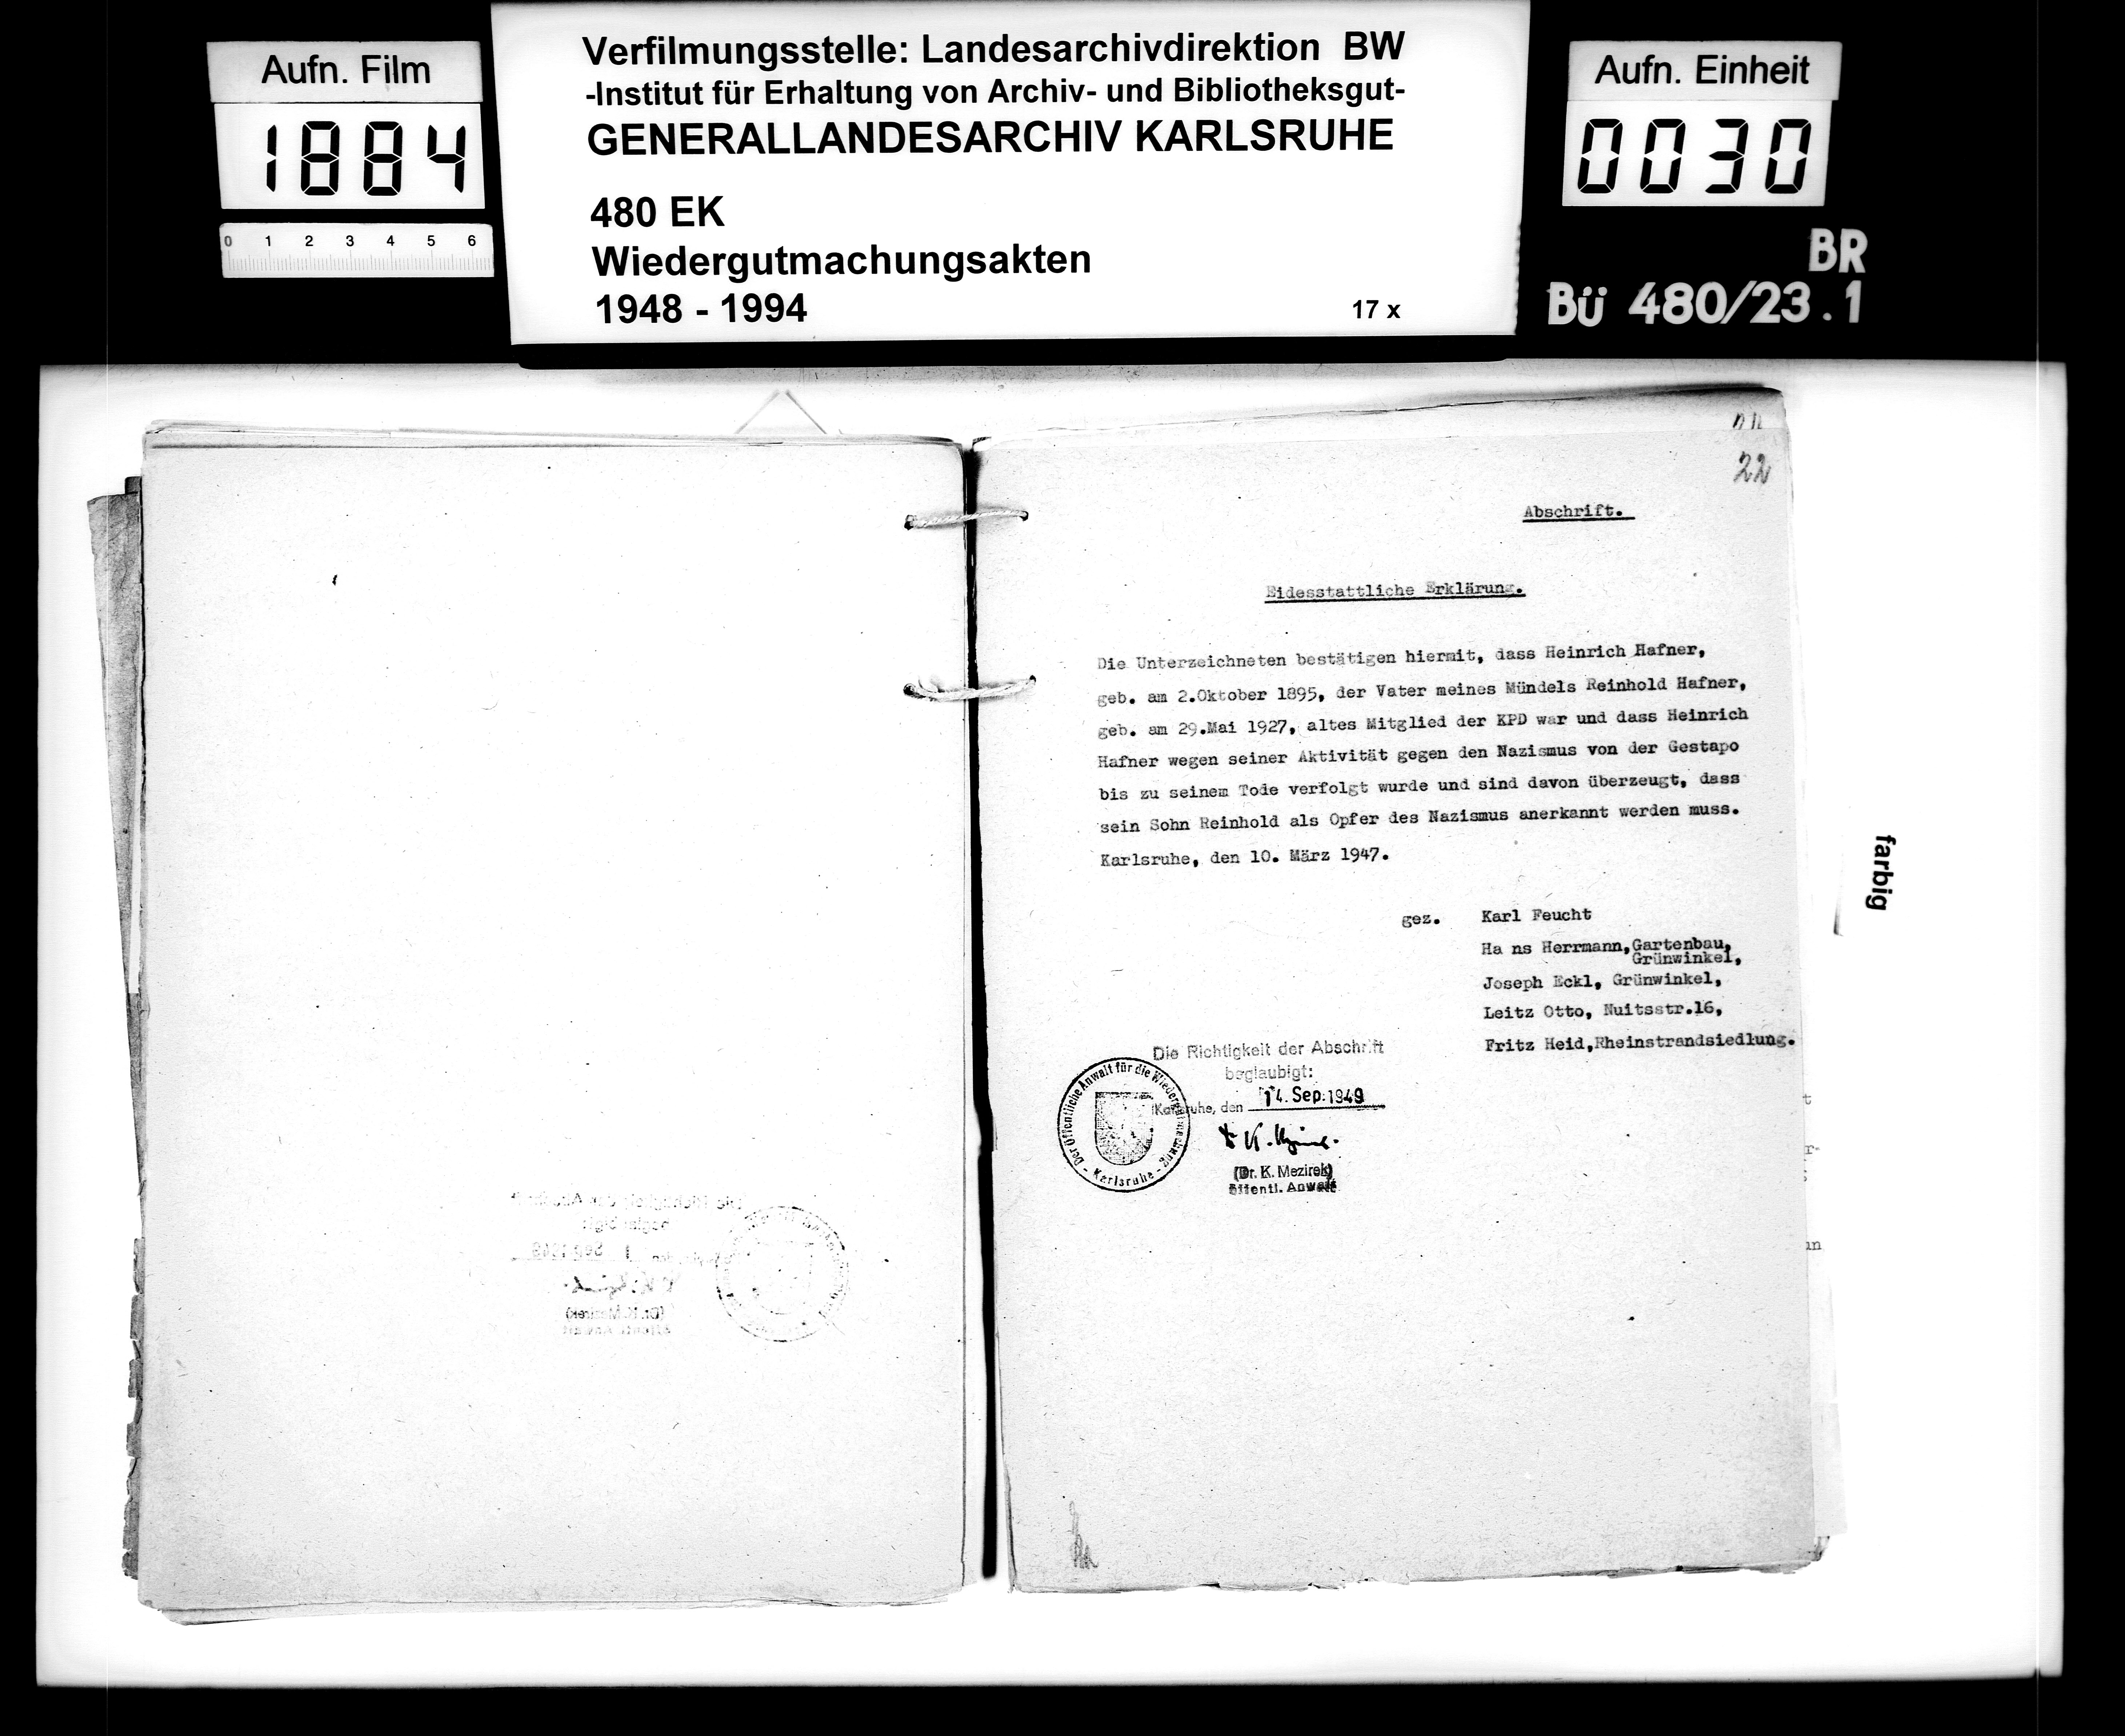 Aufn. Film
1884
0 1 2 3 4 5 6
Verfilmungsstelle: Landesarchivdirektion BW
-Institut für Erhaltung von Archiv- und Bibliotheksgut-
GENERALLANDESARCHIV KARLSRUHE
480 EK
Wiedergutmachungsakten
1948 - 1994
17 x
Aufn. Einheit
0030
BR
Bü 480/23.1
22
Abschrift.
Eidesstattliche Erklärung.
Die Unterzeichneten bestätigen hiermit, dass Heinrich Hafner,
geb. am 2.Oktober 1895, der Vater meines Mündels Reinhold Hafner,
geb. am 29.Mai 1927, altes Mitglied der KPD war und dass Heinrich
Hafner wegen seiner Aktivität gegen den Nazismus von der Gestapo
bis zu seinem Tode verfolgt wurde und sind davon überzeugt, dass
sein Sohn Reinhold als Opfer des Nazismus anerkannt werden muss.
Karlsruhe, den 10. März 1947.
gez. Karl Feucht
Ha ns Herrmann,Gartenbau,
Grünwinkel,
Joseph Eckl, Grünwinkel,
Leitz Otto, Nuitsstr.16,
Fritz Heid,Rheinstrandsiedlung.
Die Richtigkeit der Abschrift
beglaubigt:
Karlsruhe, den 14. Sep. 1949
(Dr. K. Mezirek)
Öffentl. Anwalt
Der Öffentliche Anwalt für die Wiedergutmachung
- Karlsruhe -
farbig